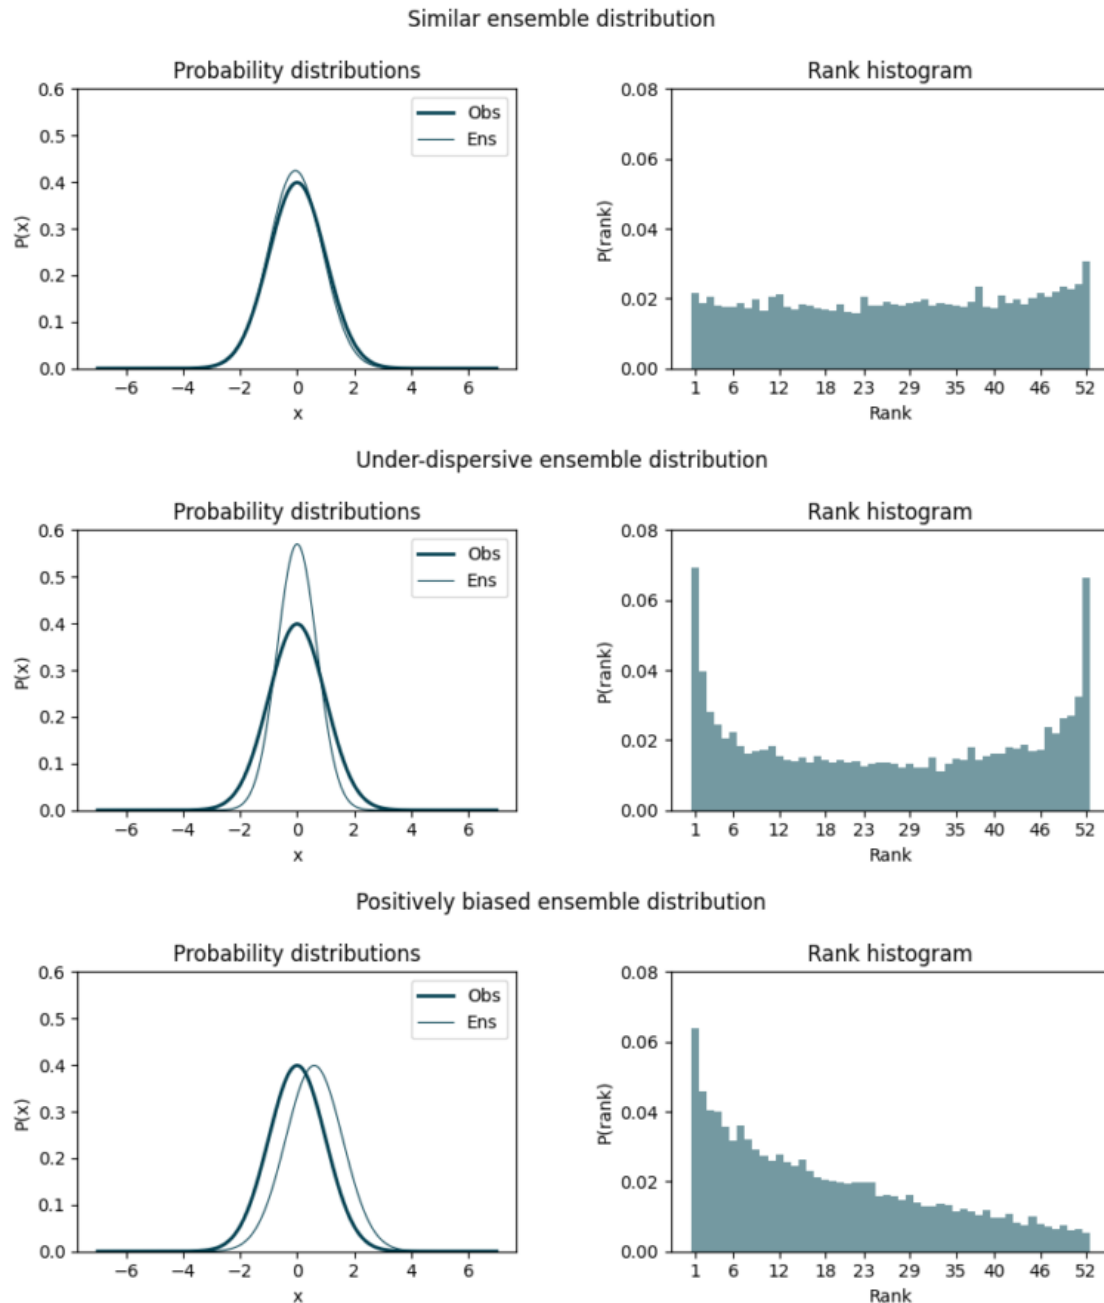 Similar ensemble distribution
Probability distributions
Rank histogram
0.6
0.5
0.4
0.3
0.2
0.1
0.0
P(x)
Obs
Ens
−6 −4 −2 0 2 4 6
x
0.08
0.06
0.04
0.02
0.00
P(rank)
1 6 12 18 23 29 35 40 46 52
Rank
Under-dispersive ensemble distribution
Probability distributions
Rank histogram
0.6
0.5
0.4
0.3
0.2
0.1
0.0
P(x)
Obs
Ens
−6 −4 −2 0 2 4 6
x
0.08
0.06
0.04
0.02
0.00
P(rank)
1 6 12 18 23 29 35 40 46 52
Rank
Positively biased ensemble distribution
Probability distributions
Rank histogram
0.6
0.5
0.4
0.3
0.2
0.1
0.0
P(x)
Obs
Ens
−6 −4 −2 0 2 4 6
x
0.08
0.06
0.04
0.02
0.00
P(rank)
1 6 12 18 23 29 35 40 46 52
Rank